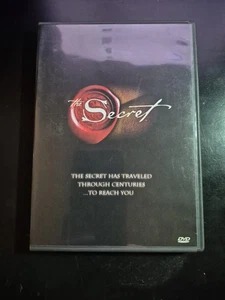 the Secret
THE SECRET HAS TRAVELED
THROUGH CENTURIES
...TO REACH YOU
DVD